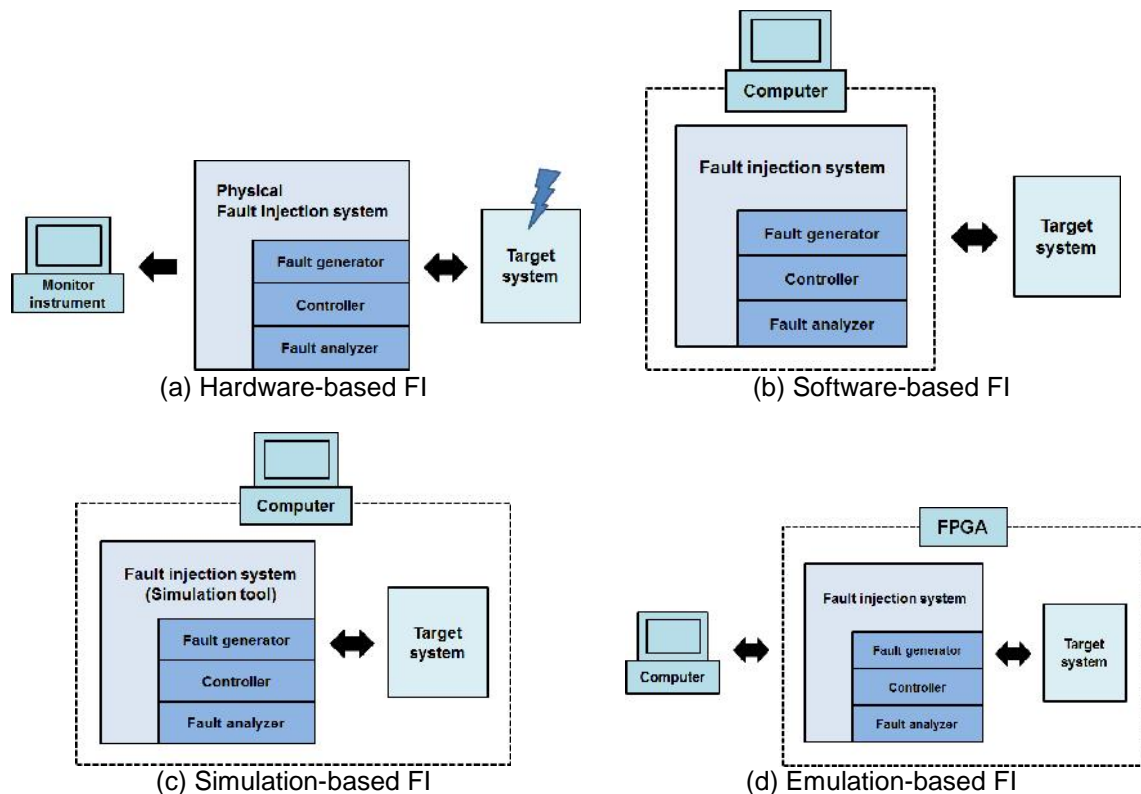 Physical
Fault Injection system
Fault generator
Controller
Fault analyzer
Monitor
instrument
Target
system
(a) Hardware-based FI
Computer
Fault injection system
Fault generator
Controller
Fault analyzer
Target
system
(b) Software-based FI
Computer
Fault injection system
(Simulation tool)
Fault generator
Controller
Fault analyzer
Target
system
(c) Simulation-based FI
FPGA
Fault injection system
Fault generator
Controller
Fault analyzer
Computer
Target
system
(d) Emulation-based FI